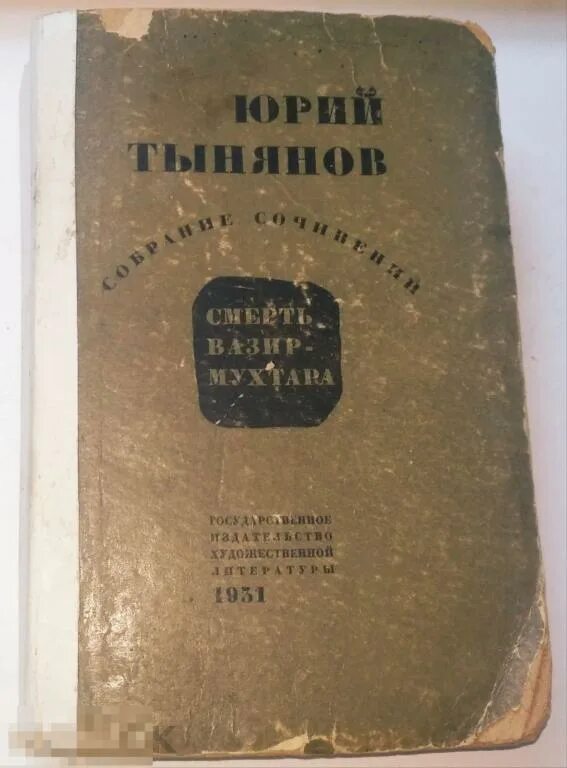 ЮРИЙ
ТЫНЯНОВ
СОБРАНИЕ СОЧИНЕНИЙ
СМЕРТЬ
ВАЗИР-
МУХТАРА
ГОСУДАРСТВЕННОЕ
ИЗДАТЕЛЬСТВО
ХУДОЖЕСТВЕННОЙ
ЛИТЕРАТУРЫ
1931